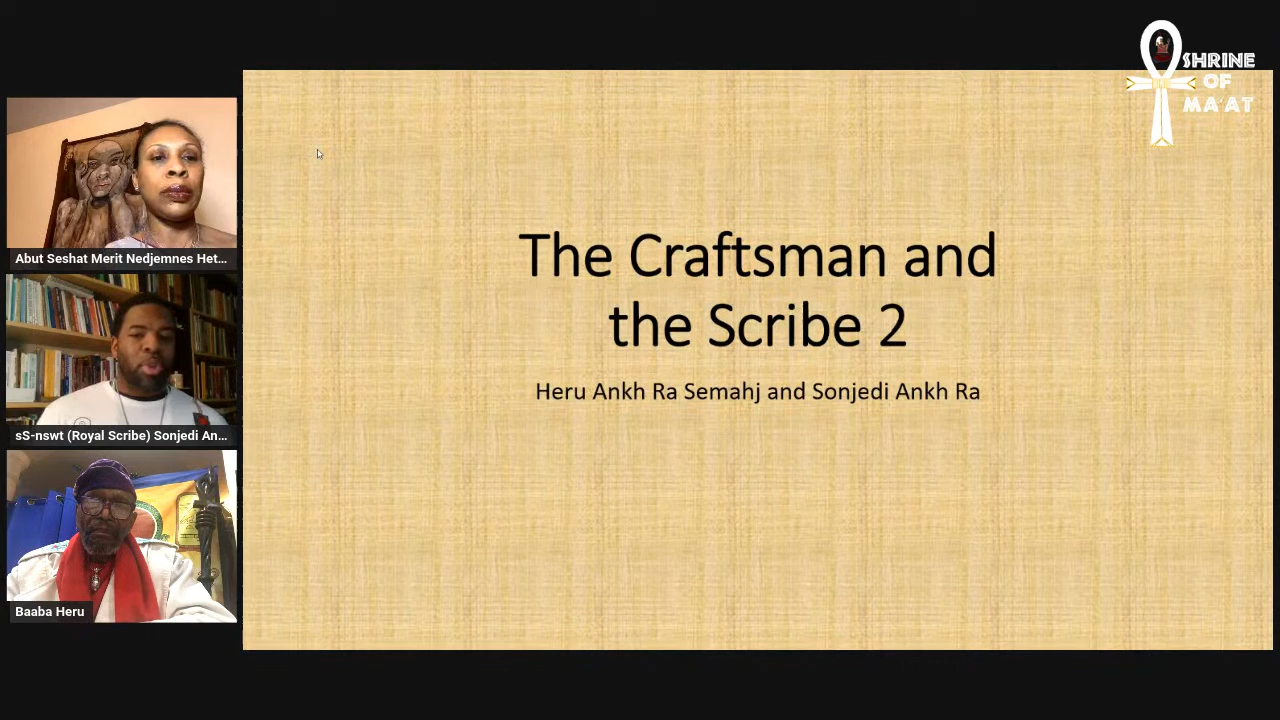 SHRINE
OF
MA'AT
The Craftsman and
the Scribe 2
Heru Ankh Ra Semahj and Sonjedi Ankh Ra
Abut Seshat Merit Nedjemnes Het...
sS-nswt (Royal Scribe) Sonjedi An...
Baaba Heru